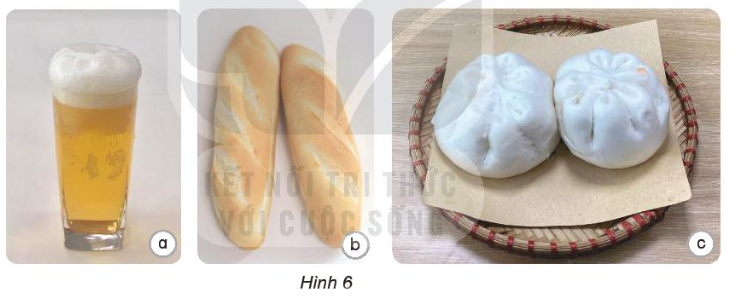 a
b
c
KẾT NỐI TRI THỨC
VỚI CUỘC SỐNG
Hình 6